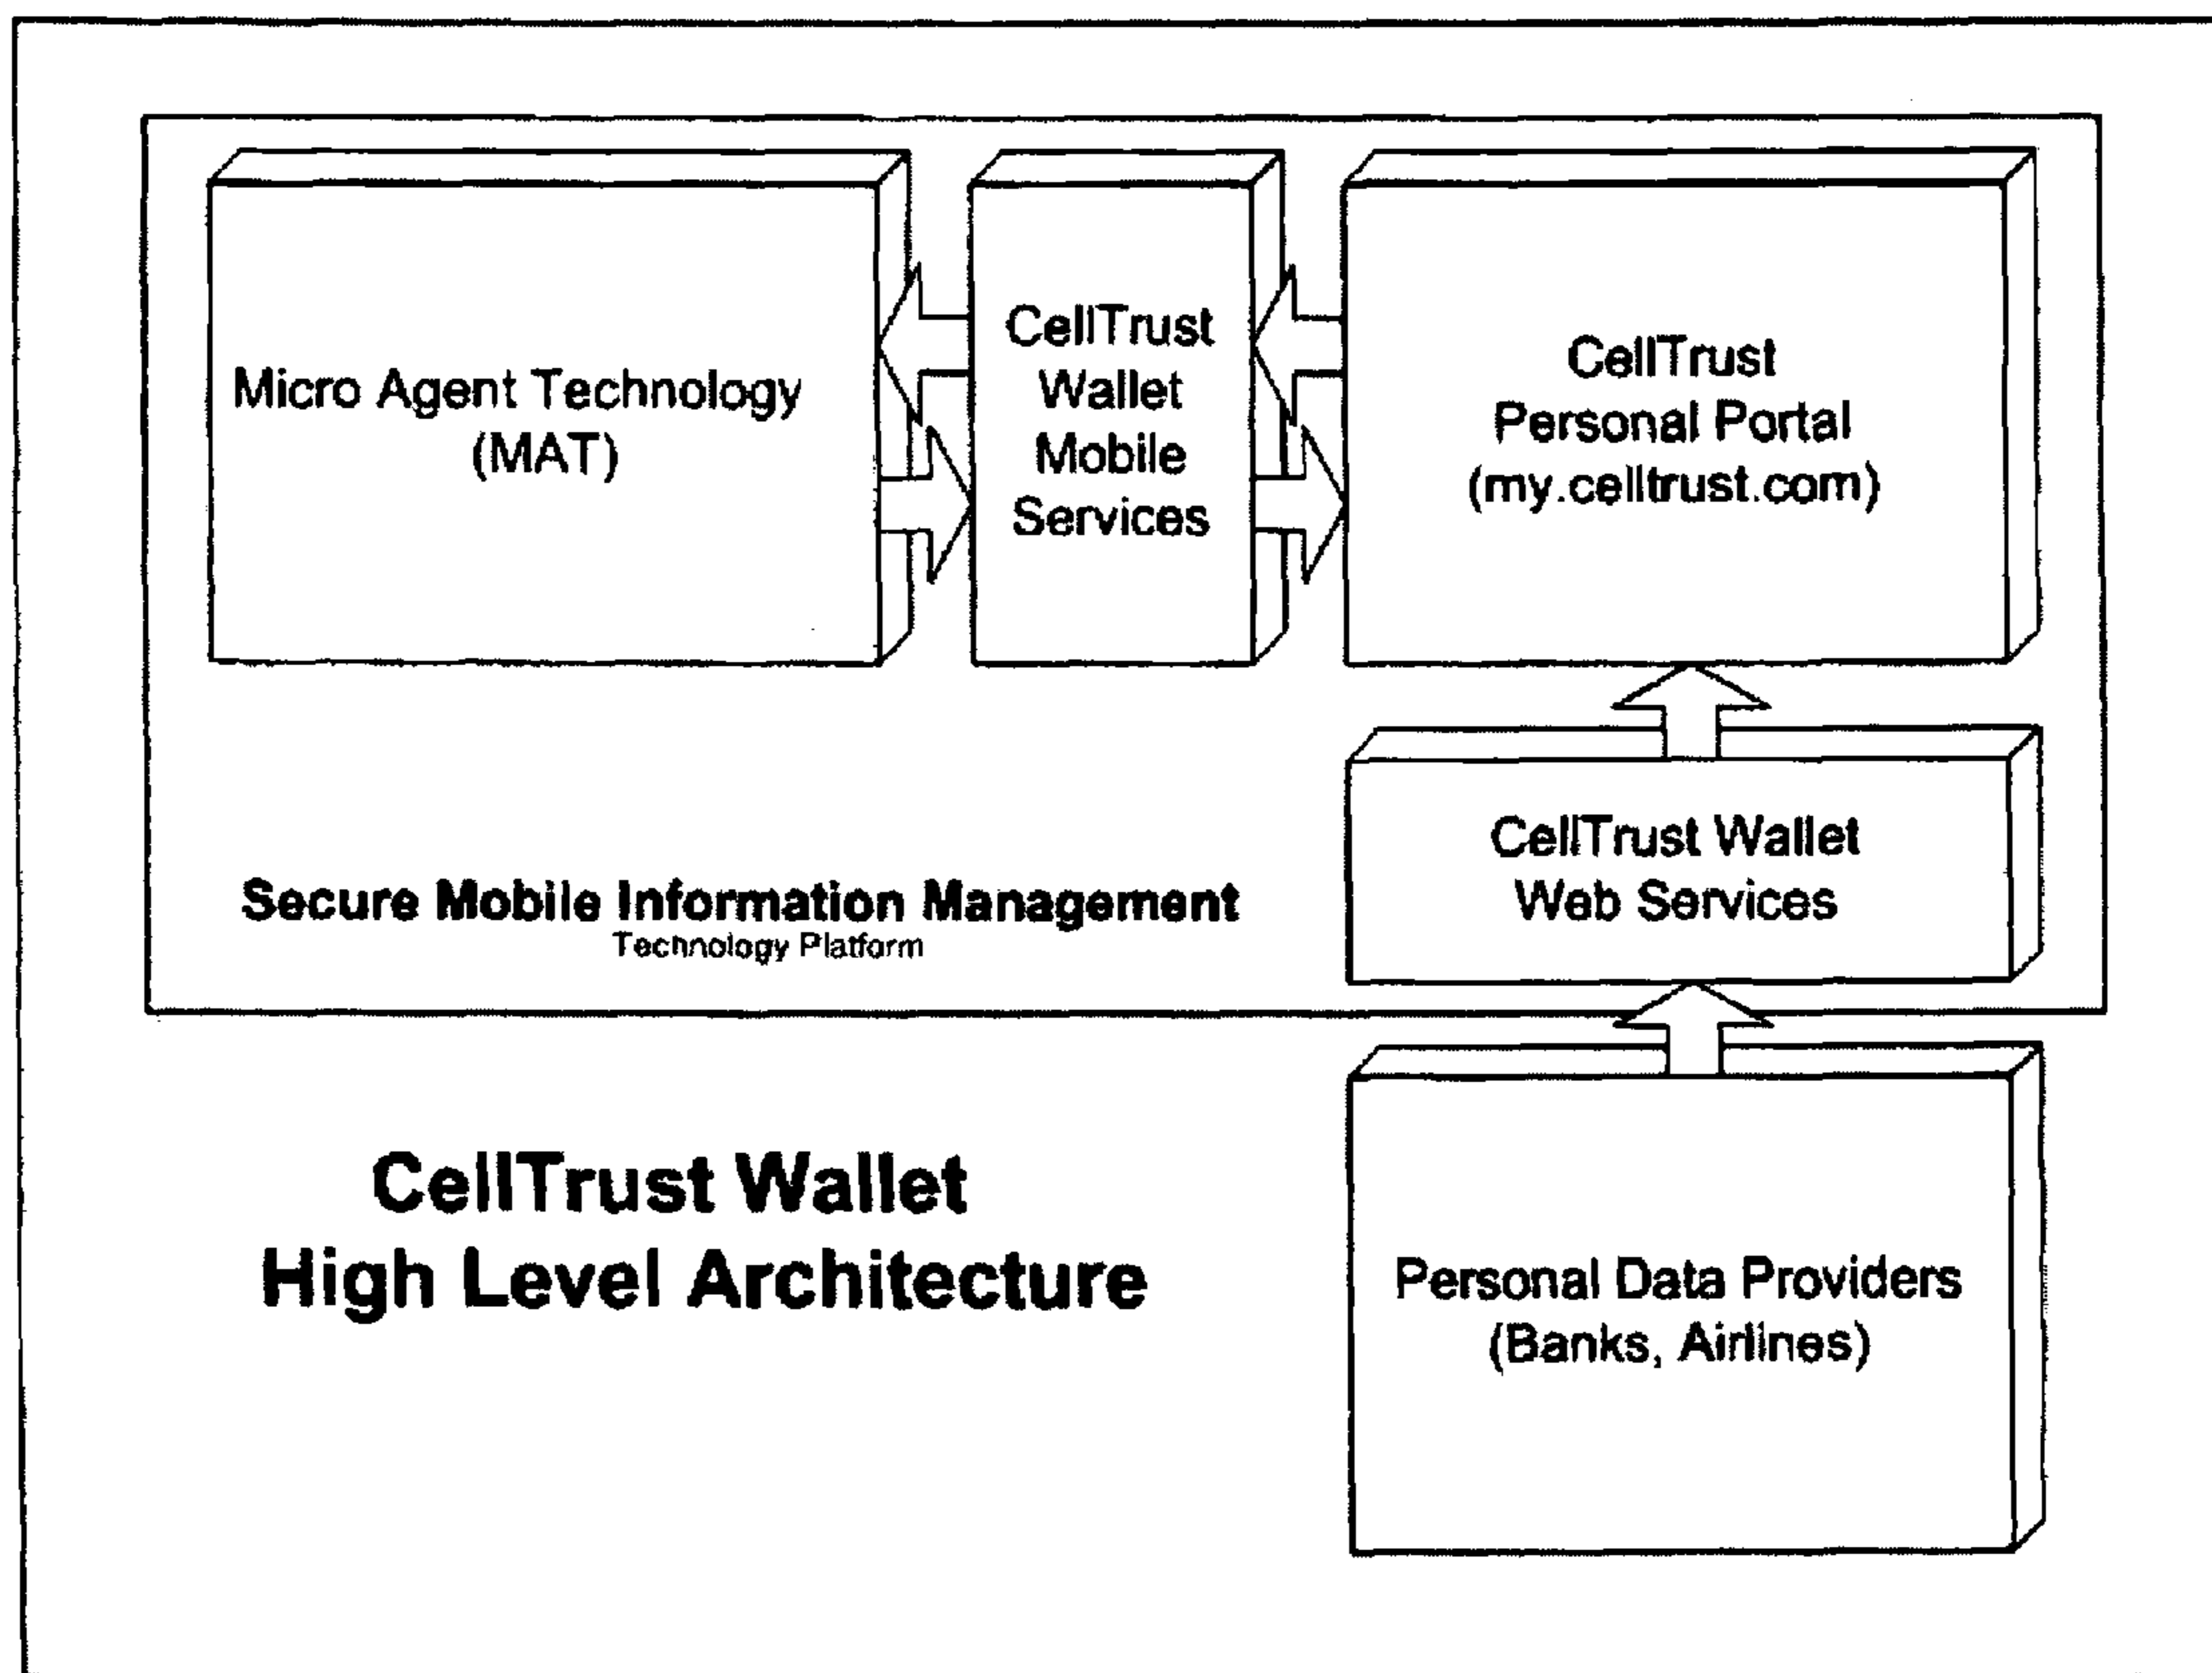 Micro Agent Technology
(MAT)
CellTrust
Wallet
Mobile
Services
CellTrust
Personal Portal
(my.celltrust.com)
CellTrust Wallet
Web Services
Secure Mobile Information Management
Technology Platform
CellTrust Wallet
High Level Architecture
Personal Data Providers
(Banks, Airlines)